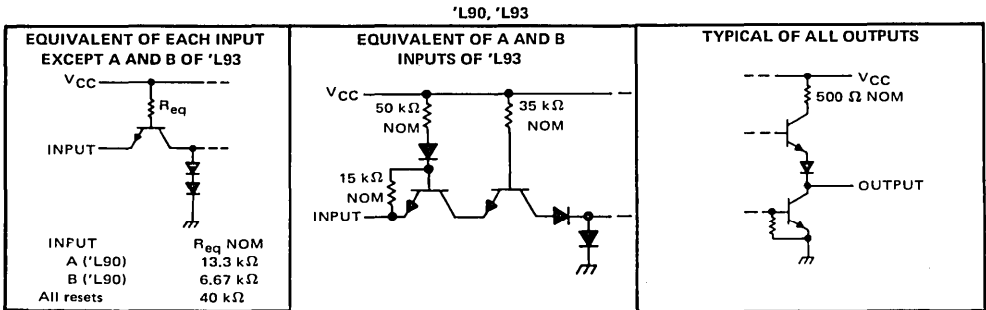 'L90, 'L93
EQUIVALENT OF EACH INPUT
EXCEPT A AND B OF 'L93
VCC
Req
INPUT
INPUT Req NOM
A ('L90) 13.3 kΩ
B ('L90) 6.67 kΩ
All resets 40 kΩ
EQUIVALENT OF A AND B
INPUTS OF 'L93
VCC
50 kΩ
NOM
35 kΩ
NOM
15 kΩ
NOM
INPUT
TYPICAL OF ALL OUTPUTS
VCC
500 Ω NOM
OUTPUT